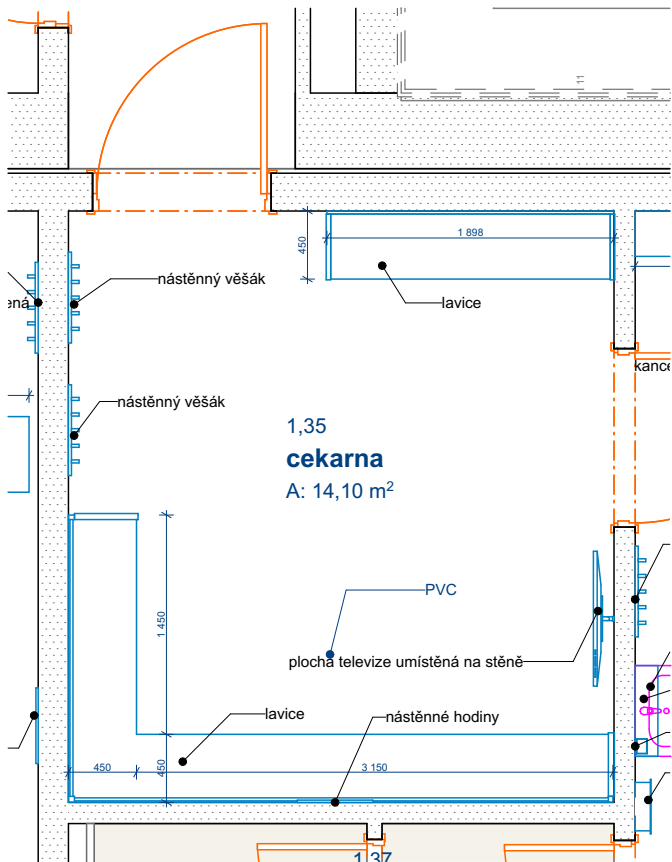 11
1 898
450
nástěnný věšák
lavice
ená
kance
nástěnný věšák
1,35
cekarna
A: 14,10 m²
1 450
PVC
plochá televize umístěná na stěně
lavice
nástěnné hodiny
450
450
3 150
1,37